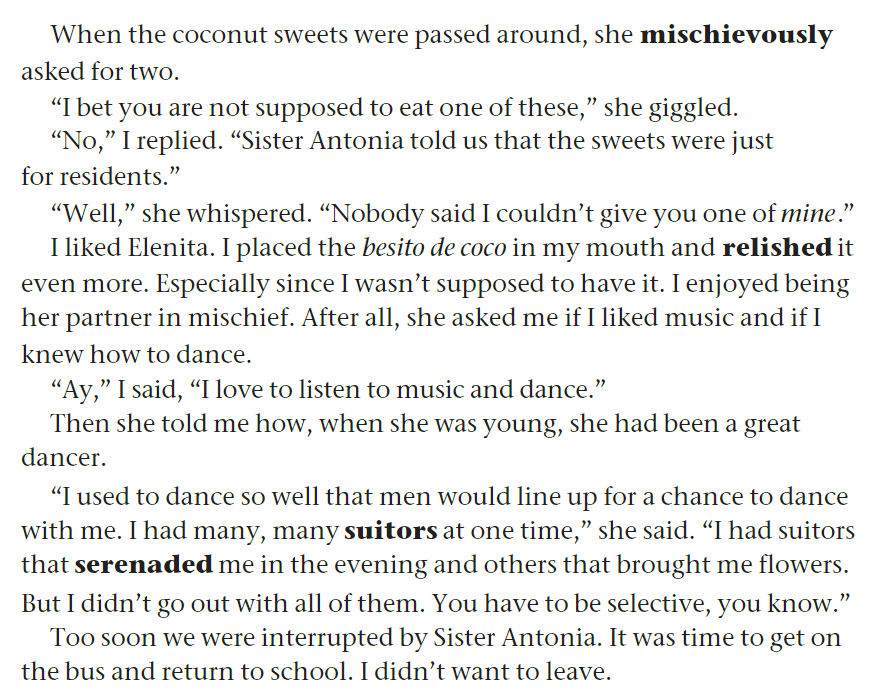 When the coconut sweets were passed around, she mischievously
asked for two.
“I bet you are not supposed to eat one of these,” she giggled.
“No,” I replied. “Sister Antonia told us that the sweets were just
for residents.”
“Well,” she whispered. “Nobody said I couldn’t give you one of mine.”
I liked Elenita. I placed the besito de coco in my mouth and relished it
even more. Especially since I wasn’t supposed to have it. I enjoyed being
her partner in mischief. After all, she asked me if I liked music and if I
knew how to dance.
“Ay,” I said, “I love to listen to music and dance.”
Then she told me how, when she was young, she had been a great
dancer.
“I used to dance so well that men would line up for a chance to dance
with me. I had many, many suitors at one time,” she said. “I had suitors
that serenaded me in the evening and others that brought me flowers.
But I didn’t go out with all of them. You have to be selective, you know.”
Too soon we were interrupted by Sister Antonia. It was time to get on
the bus and return to school. I didn’t want to leave.